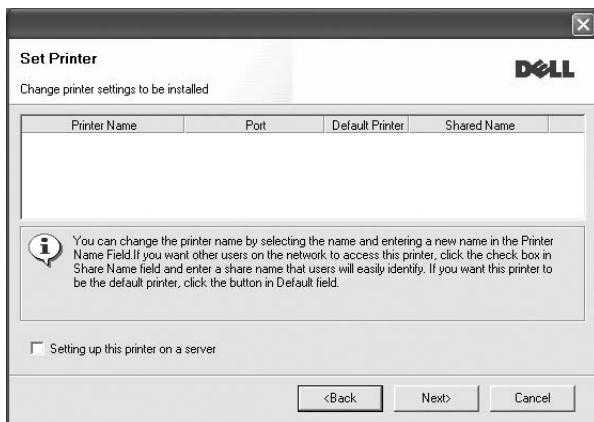 Set Printer
DELL
Change printer settings to be installed
Printer Name Port Default Printer Shared Name
You can change the printer name by selecting the name and entering a new name in the Printer
Name Field.If you want other users on the network to access this printer, click the check box in
Share Name field and enter a share name that users will easily identify. If you want this printer to
be the default printer, click the button in Default field.
Setting up this printer on a server
<Back Next> Cancel